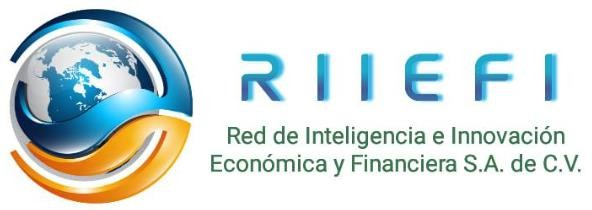 RIIEFI
Red de Inteligencia e Innovación
Económica y Financiera S.A. de C.V.